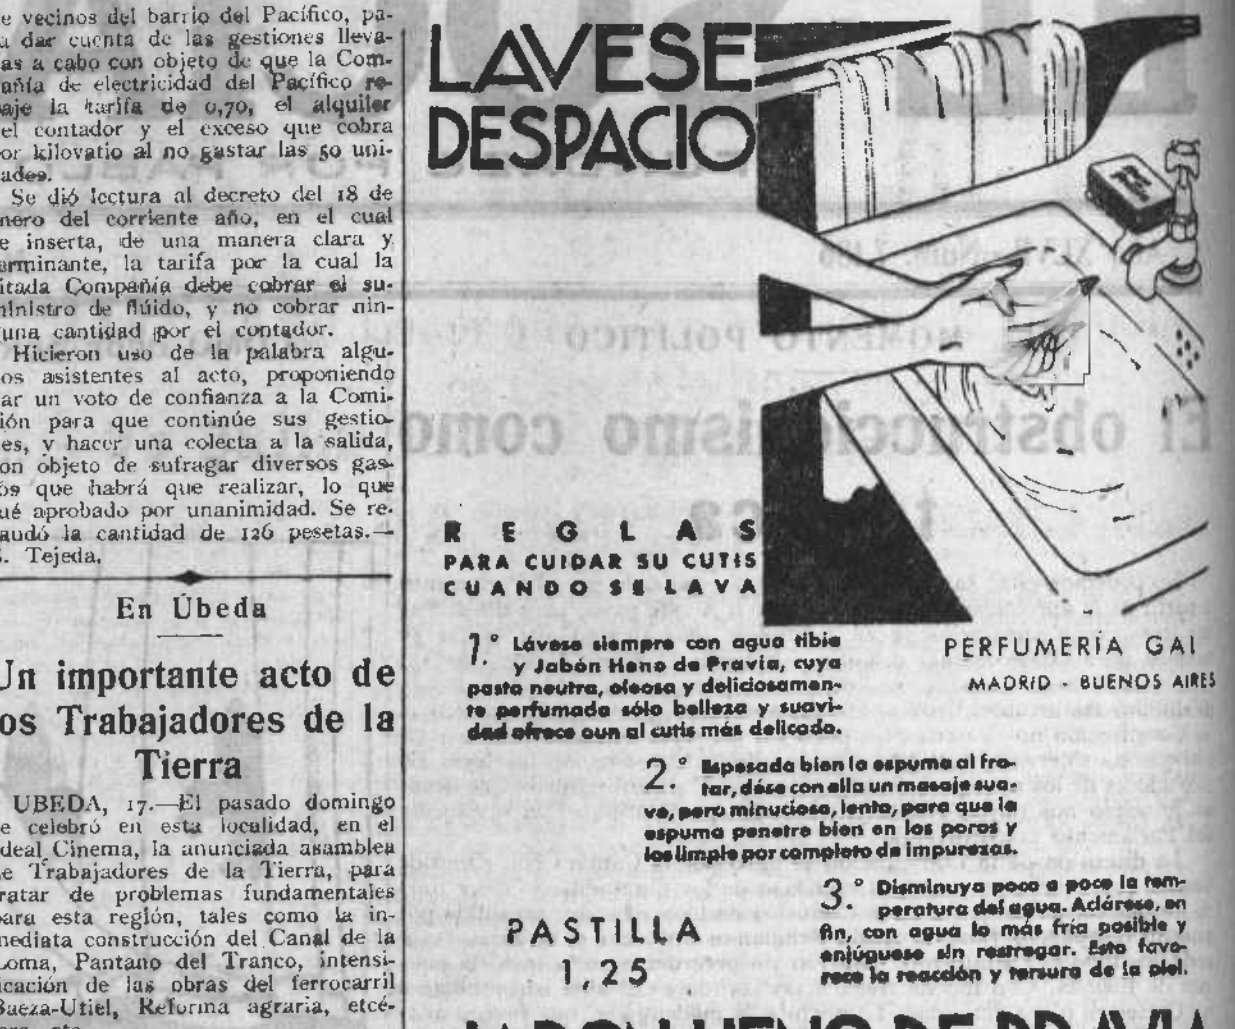 e vecinos del barrio del Pacífico, pa-
a dar cuenta de las gestiones lleva-
as a cabo con objeto de que la Com-
añía de electricidad del Pacífico re-
baje la tarifa de 0,70, el alquiler
el contador y el exceso que cobra
or kilovatio al no gastar las 50 uni-
ades.
Se dió lectura al decreto del 18 de
nero del corriente año, en el cual
e inserta, de una manera clara y
erminante, la tarifa por la cual la
itada Compañía debe cobrar el su-
ministro de flúido, y no cobrar nin-
una cantidad por el contador.
Hicieron uso de la palabra algu-
os asistentes al acto, proponiendo
ar un voto de confianza a la Comi-
ión para que continúe sus gestio-
es, y hacer una colecta a la salida,
on objeto de sufragar diversos gas-
os que habrá que realizar, lo que
ué aprobado por unanimidad. Se re-
audó la cantidad de 126 pesetas.—
S. Tejeda.
En Úbeda
Un importante acto de
los Trabajadores de la
Tierra
UBEDA, 17.—El pasado domingo
e celebró en esta localidad, en el
deal Cinema, la anunciada asamblea
e Trabajadores de la Tierra, para
ratar de problemas fundamentales
para esta región, tales como la in-
mediata construcción del Canal de la
Loma, Pantano del Tranco, intensi-
icación de las obras del ferrocarril
Baeza-Utiel, Reforma agraria, etcé-
LAVESE
DESPACIO
REGLAS
PARA CUIDAR SU CUTIS
CUANDO SE LAVA
1.° Lávese siempre con agua tibia
y Jabón Heno de Pravia, cuya
pasta neutra, oleosa y deliciosamen-
te perfumada sólo belleza y suavi-
dad ofrece aun al cutis más delicado.
PERFUMERÍA GAL
MADRID - BUENOS AIRES
2.° Espesada bien la espuma al fro-
tar, dése con ella un masaje sua-
ve, pero minucioso, lento, para que la
espuma penetre bien en los poros y
los limpie por completo de impurezas.
3.° Disminuya poco a poco la tem-
peratura del agua. Aclárese, en
fin, con agua lo más fría posible y
enjúguese sin restregar. Esto favo-
rece la reacción y tersura de la piel.
PASTILLA
1,25
JABON HENO DE PRAVIA